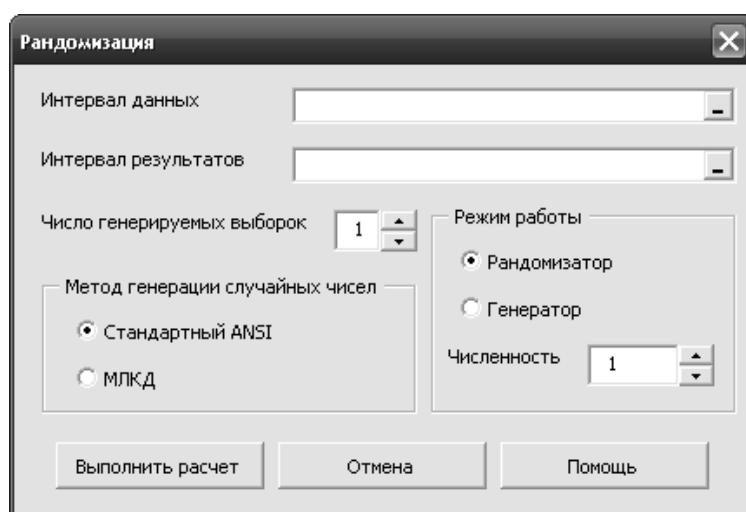 Рандомизация
Интервал данных
Интервал результатов
Число генерируемых выборок 1
Режим работы
Рандомизатор
Генератор
Численность 1
Метод генерации случайных чисел
Стандартный ANSI
МЛКД
Выполнить расчет Отмена Помощь